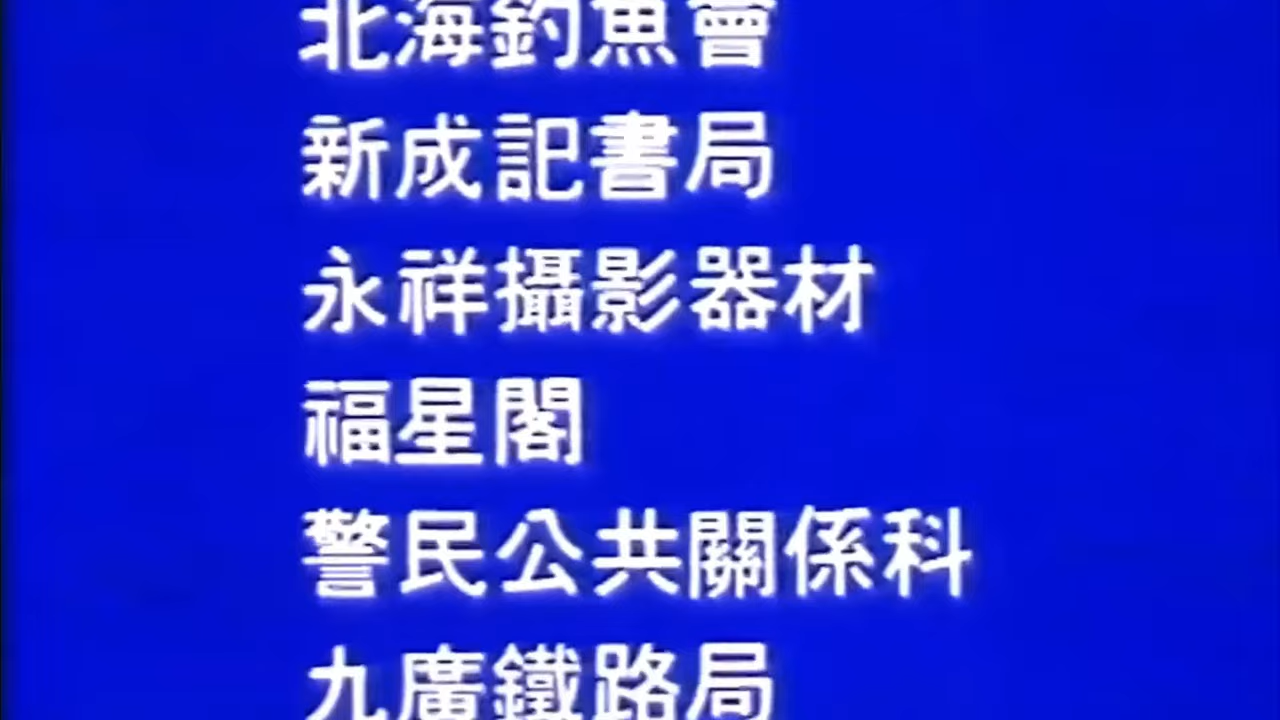 北海釣魚會
新成記書局
永祥攝影器材
福星閣
警民公共關係科
九廣鐵路局